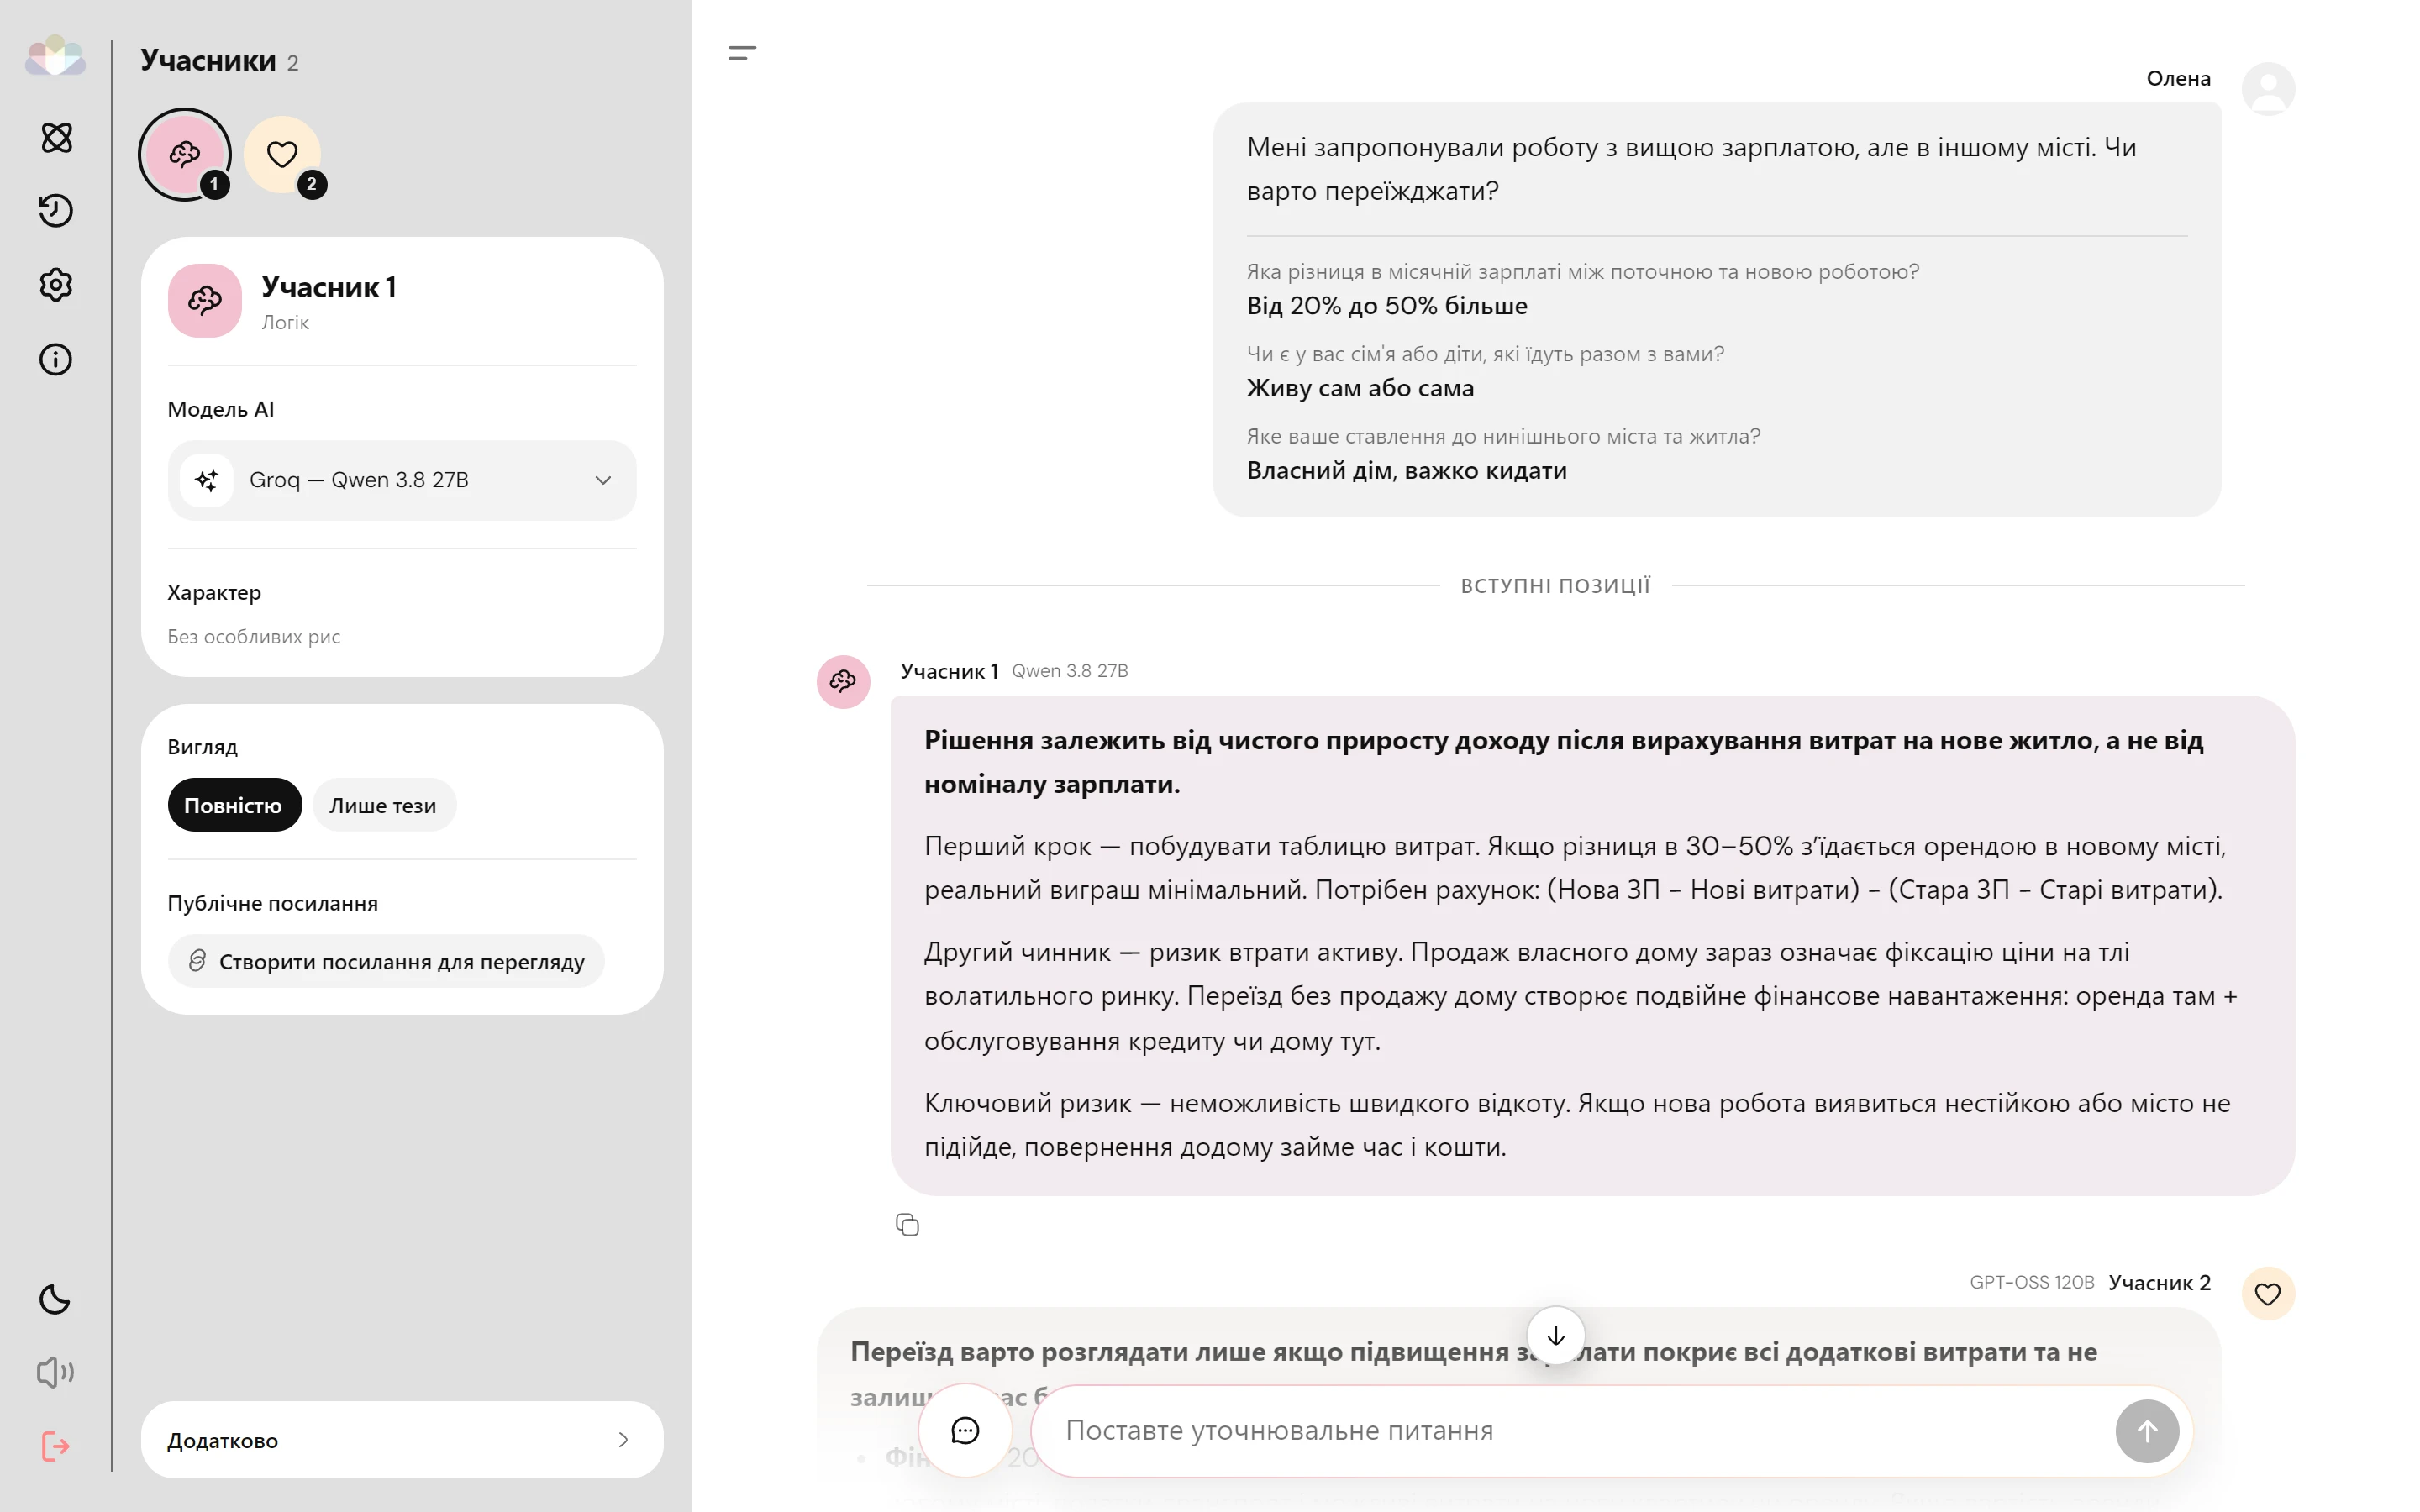 Учасники 2
1
2
Учасник 1
Логік
Модель AI
Groq — Qwen 3.8 27B
Характер
Без особливих рис
Вигляд
Повністю
Лише тези
Публічне посилання
Створити посилання для перегляду
Додатково
Олена
Мені запропонували роботу з вищою зарплатою, але в іншому місті. Чи
варто переїжджати?
Яка різниця в місячній зарплаті між поточною та новою роботою?
Від 20% до 50% більше
Чи є у вас сім'я або діти, які їдуть разом з вами?
Живу сам або сама
Яке ваше ставлення до нинішнього міста та житла?
Власний дім, важко кидати
ВСТУПНІ ПОЗИЦІЇ
Учасник 1 Qwen 3.8 27B
Рішення залежить від чистого приросту доходу після вирахування витрат на нове житло, а не від
номіналу зарплати.
Перший крок — побудувати таблицю витрат. Якщо різниця в 30–50% з’їдається орендою в новому місті,
реальний виграш мінімальний. Потрібен рахунок: (Нова ЗП – Нові витрати) – (Стара ЗП – Старі витрати).
Другий чинник — ризик втрати активу. Продаж власного дому зараз означає фіксацію ціни на тлі
волатильного ринку. Переїзд без продажу дому створює подвійне фінансове навантаження: оренда там +
обслуговування кредиту чи дому тут.
Ключовий ризик — неможливість швидкого відкоту. Якщо нова робота виявиться нестійкою або місто не
підійде, повернення додому займе час і кошти.
GPT-OSS 120B Учасник 2
Переїзд варто розглядати лише якщо підвищення зарплати покриє всі додаткові витрати та не
Поставте уточнювальне питання